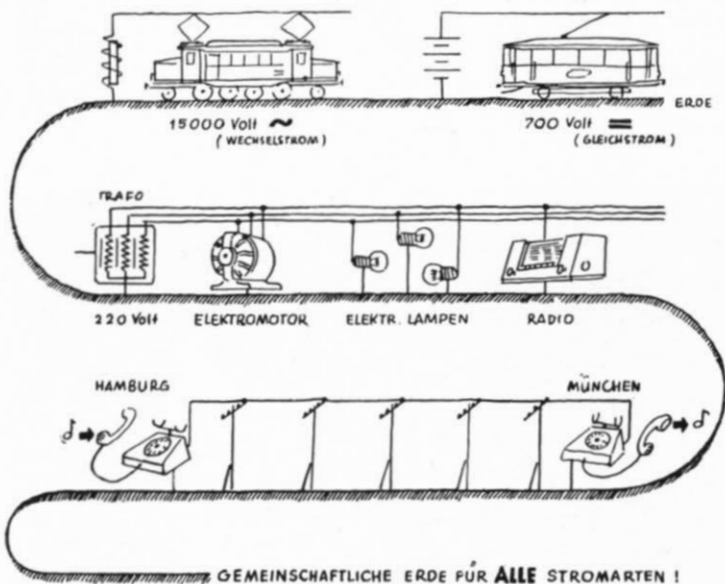 ERDE
15000 Volt ~ 700 Volt =
(WECHSELSTROM) (GLEICHSTROM)
TRAFO
220 Volt ELEKTROMOTOR ELEKTR. LAMPEN RADIO
HAMBURG MÜNCHEN
GEMEINSCHAFTLICHE ERDE FÜR ALLE STROMARTEN!